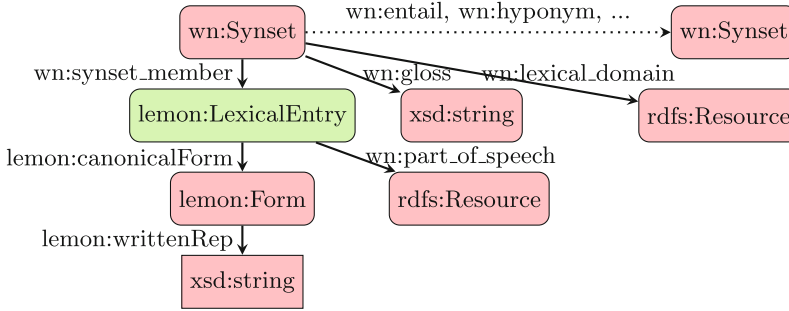 wn:entail, wn:hyponym, ...
wn:Synset
wn:Synset
wn:synset_member
wn:gloss
wn:lexical_domain
lemon:LexicalEntry
xsd:string
rdfs:Resource
lemon:canonicalForm
wn:part_of_speech
lemon:Form
rdfs:Resource
lemon:writtenRep
xsd:string